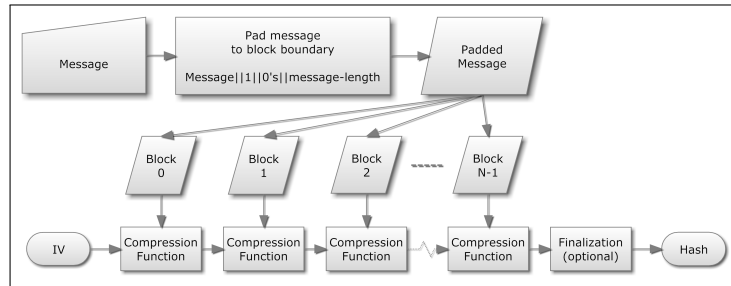 Message
Pad message
to block boundary
Message||1||0's||message-length
Padded
Message
Block
0
Block
1
Block
2
Block
N-1
IV
Compression
Function
Compression
Function
Compression
Function
Compression
Function
Finalization
(optional)
Hash